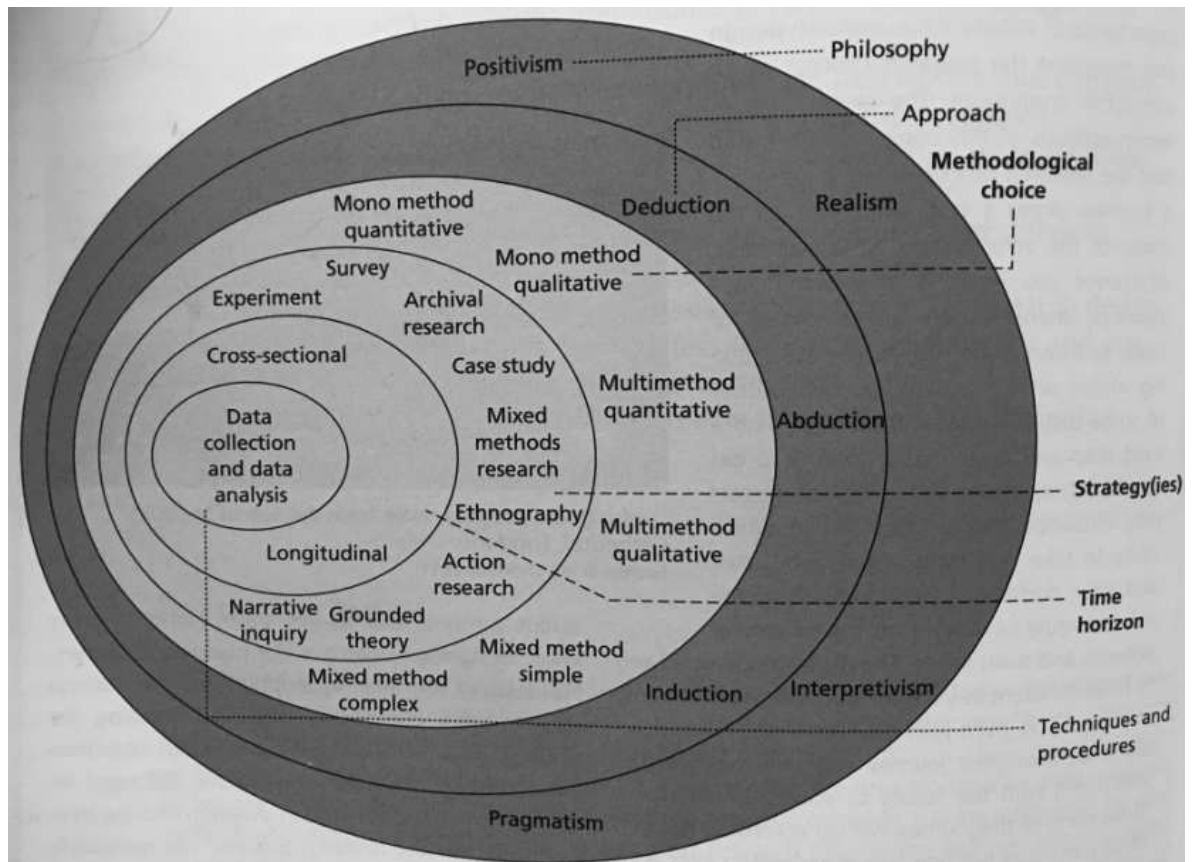 Positivism
Philosophy
Approach
Methodological
choice
Deduction
Realism
Mono method
quantitative
Mono method
qualitative
Survey
Experiment
Archival
research
Cross-sectional
Case study
Multimethod
quantitative
Abduction
Data
collection
and data
analysis
Mixed
methods
research
Strategy(ies)
Ethnography
Multimethod
qualitative
Longitudinal
Action
research
Time
horizon
Narrative
inquiry
Grounded
theory
Mixed method
simple
Mixed method
complex
Induction
Interpretivism
Techniques and
procedures
Pragmatism